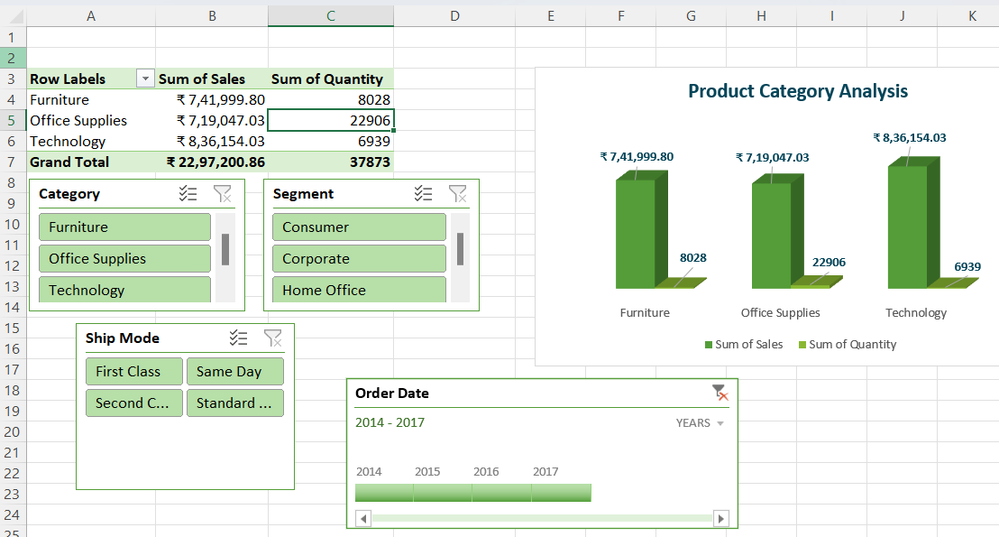 A B C D E F G H I J K
1
2
3 Row Labels Sum of Sales Sum of Quantity
4 Furniture ₹ 7,41,999.80 8028
5 Office Supplies ₹ 7,19,047.03 22906
6 Technology ₹ 8,36,154.03 6939
7 Grand Total ₹ 22,97,200.86 37873
8
9
10
11
12
13
14
15
16
17
18
19
20
21
22
23
24
25
Category
Furniture
Office Supplies
Technology
Segment
Consumer
Corporate
Home Office
Ship Mode
First Class Same Day
Second C... Standard ...
Product Category Analysis
₹ 7,41,999.80 ₹ 7,19,047.03 ₹ 8,36,154.03
8028 22906 6939
Furniture Office Supplies Technology
Sum of Sales Sum of Quantity
Order Date
2014 - 2017 YEARS
2014 2015 2016 2017